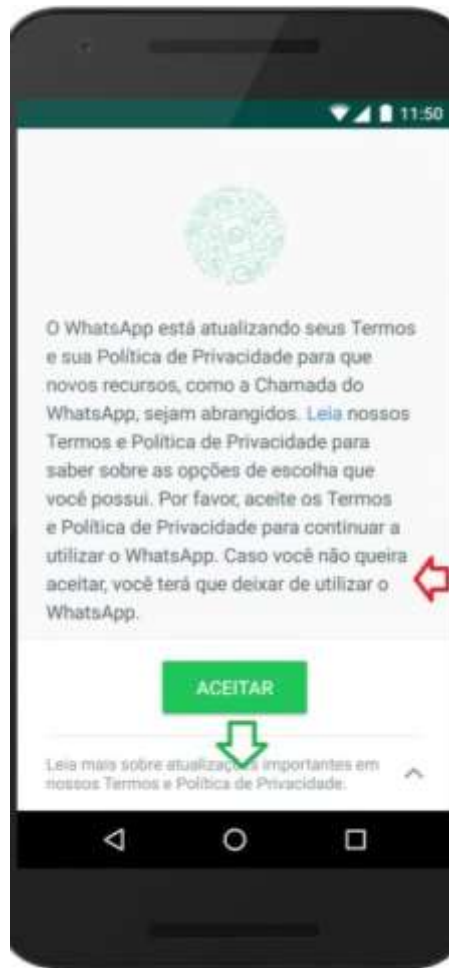 11:50
O WhatsApp está atualizando seus Termos
e sua Política de Privacidade para que
novos recursos, como a Chamada do
WhatsApp, sejam abrangidos. Leia nossos
Termos e Política de Privacidade para
saber sobre as opções de escolha que
você possui. Por favor, aceite os Termos
e Política de Privacidade para continuar a
utilizar o WhatsApp. Caso você não queira
aceitar, você terá que deixar de utilizar o
WhatsApp.
ACEITAR
Leia mais sobre atualizações importantes em
nossos Termos e Política de Privacidade.